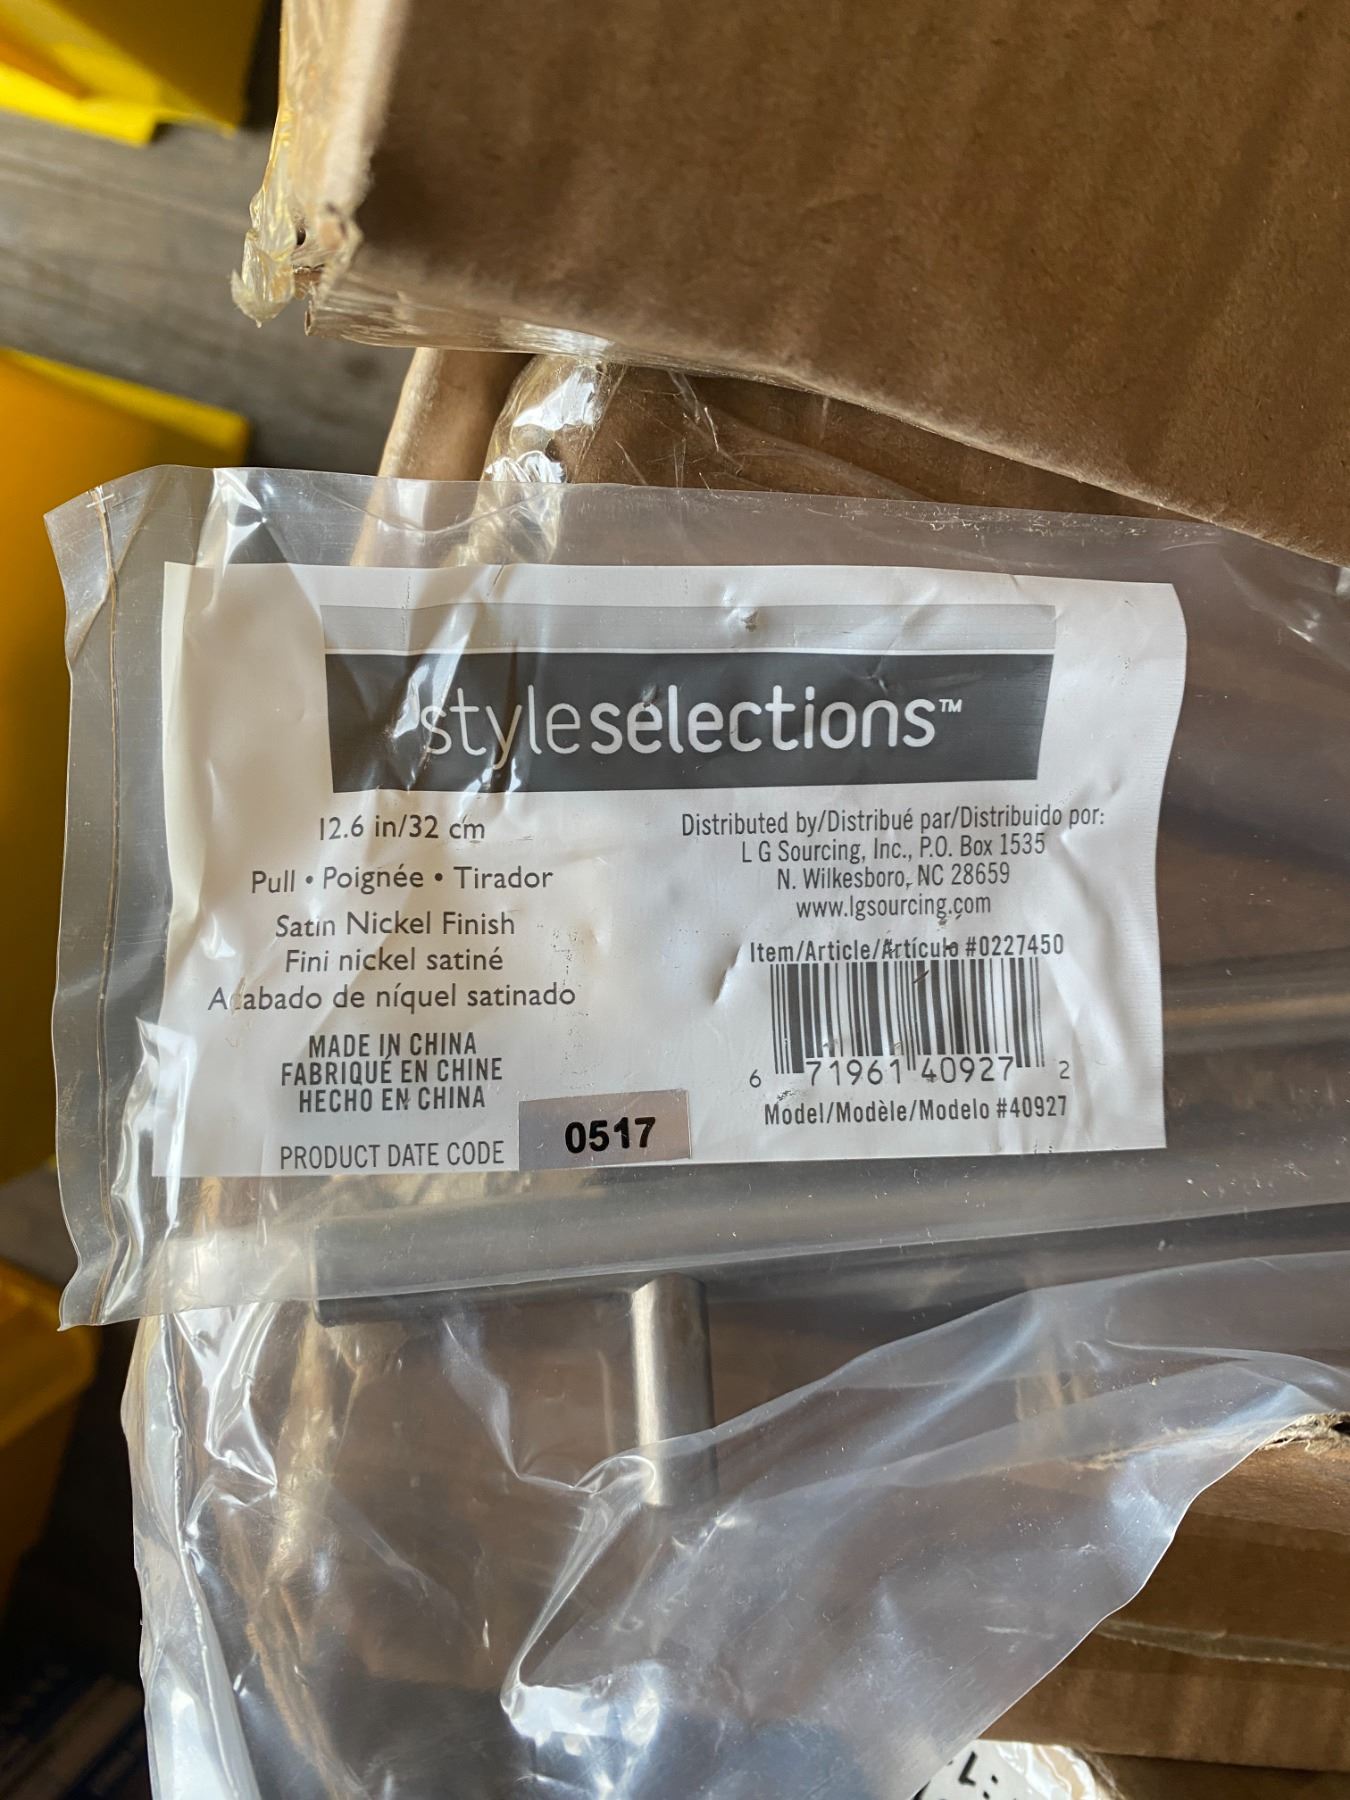 styleselections™
12.6 in/32 cm
Pull • Poignée • Tirador
Satin Nickel Finish
Fini nickel satiné
Acabado de níquel satinado
MADE IN CHINA
FABRIQUÉ EN CHINE
HECHO EN CHINA
PRODUCT DATE CODE 0517
Distributed by/Distribué par/Distribuido por:
L G Sourcing, Inc., P.O. Box 1535
N. Wilkesboro, NC 28659
www.lgsourcing.com
Item/Article/Artículo #0227450
6 71961 40927 2
Model/Modèle/Modelo #40927